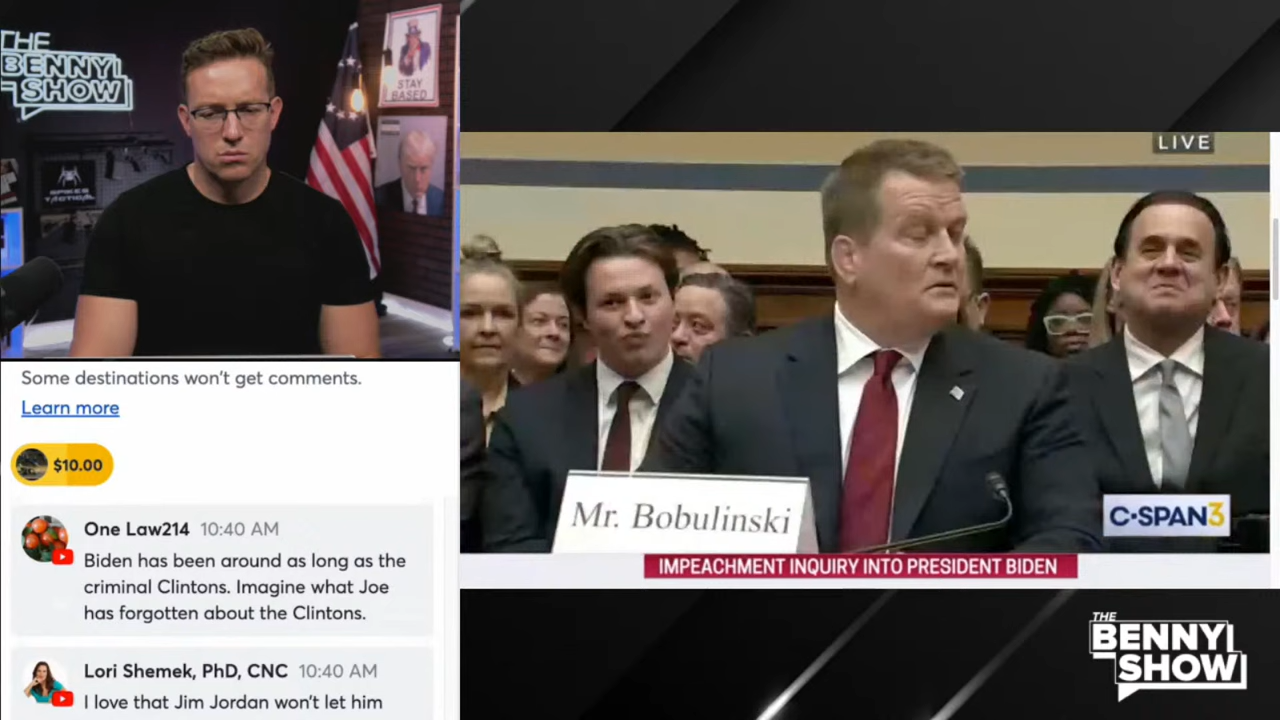 THE
BENNY
SHOW
STAY
BASED
SPIKE'S
TACTICAL
Some destinations won't get comments.
Learn more
$10.00
One Law214 10:40 AM
Biden has been around as long as the
criminal Clintons. Imagine what Joe
has forgotten about the Clintons.
Lori Shemek, PhD, CNC 10:40 AM
I love that Jim Jordan won't let him
LIVE
Mr. Bobulinski
C·SPAN3
IMPEACHMENT INQUIRY INTO PRESIDENT BIDEN
THE
BENNY
SHOW